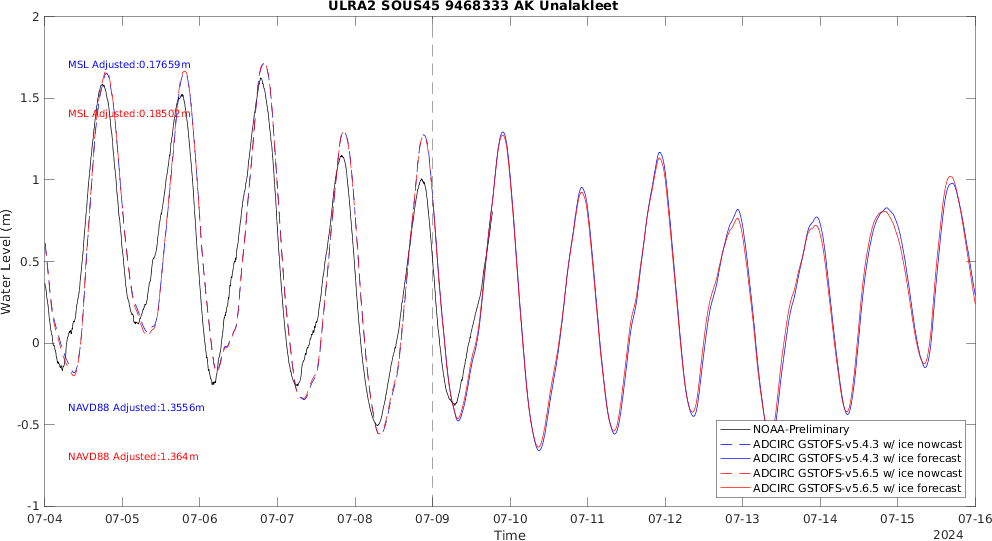 ULRA2 SOUS45 9468333 AK Unalakleet
2
1.5
1
0.5
0
-0.5
-1
Water Level (m)
MSL Adjusted:0.17659m
MSL Adjusted:0.18502m
NAVD88 Adjusted:1.3556m
NAVD88 Adjusted:1.364m
NOAA-Preliminary
ADCIRC GSTOFS-v5.4.3 w/ ice nowcast
ADCIRC GSTOFS-v5.4.3 w/ ice forecast
ADCIRC GSTOFS-v5.6.5 w/ ice nowcast
ADCIRC GSTOFS-v5.6.5 w/ ice forecast
07-04 07-05 07-06 07-07 07-08 07-09 07-10 07-11 07-12 07-13 07-14 07-15 07-16
Time
2024